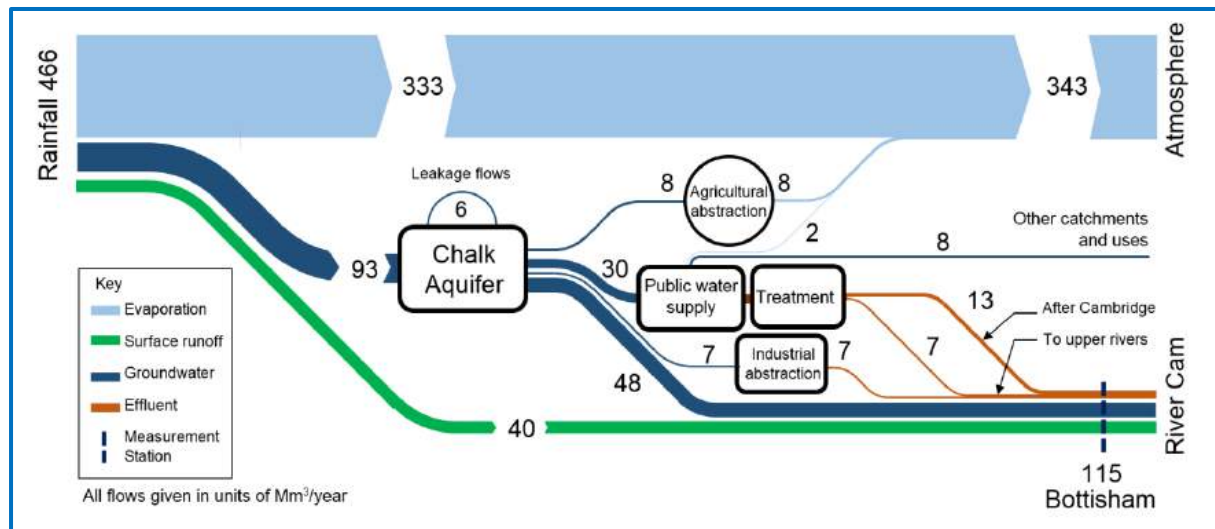 Rainfall 466
333
343
Atmosphere
Leakage flows
6
8
Agricultural
abstraction
8
2
Other catchments
and uses
8
93
Chalk
Aquifer
30
Public water
supply
Treatment
13
After Cambridge
To upper rivers
7
Industrial
abstraction
7
7
48
40
River Cam
115
Bottisham
Key
Evaporation
Surface runoff
Groundwater
Effluent
Measurement
Station
All flows given in units of Mm³/year